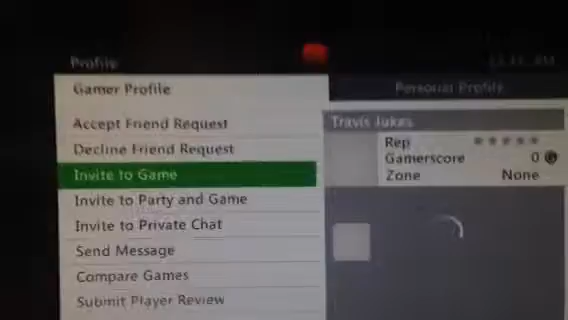 Profile
Gamer Profile
Accept Friend Request
Decline Friend Request
Invite to Game
Invite to Party and Game
Invite to Private Chat
Send Message
Compare Games
Submit Player Review
AM
Personal Profile
Travis Jukes
Rep
Gamerscore 0 G
Zone None